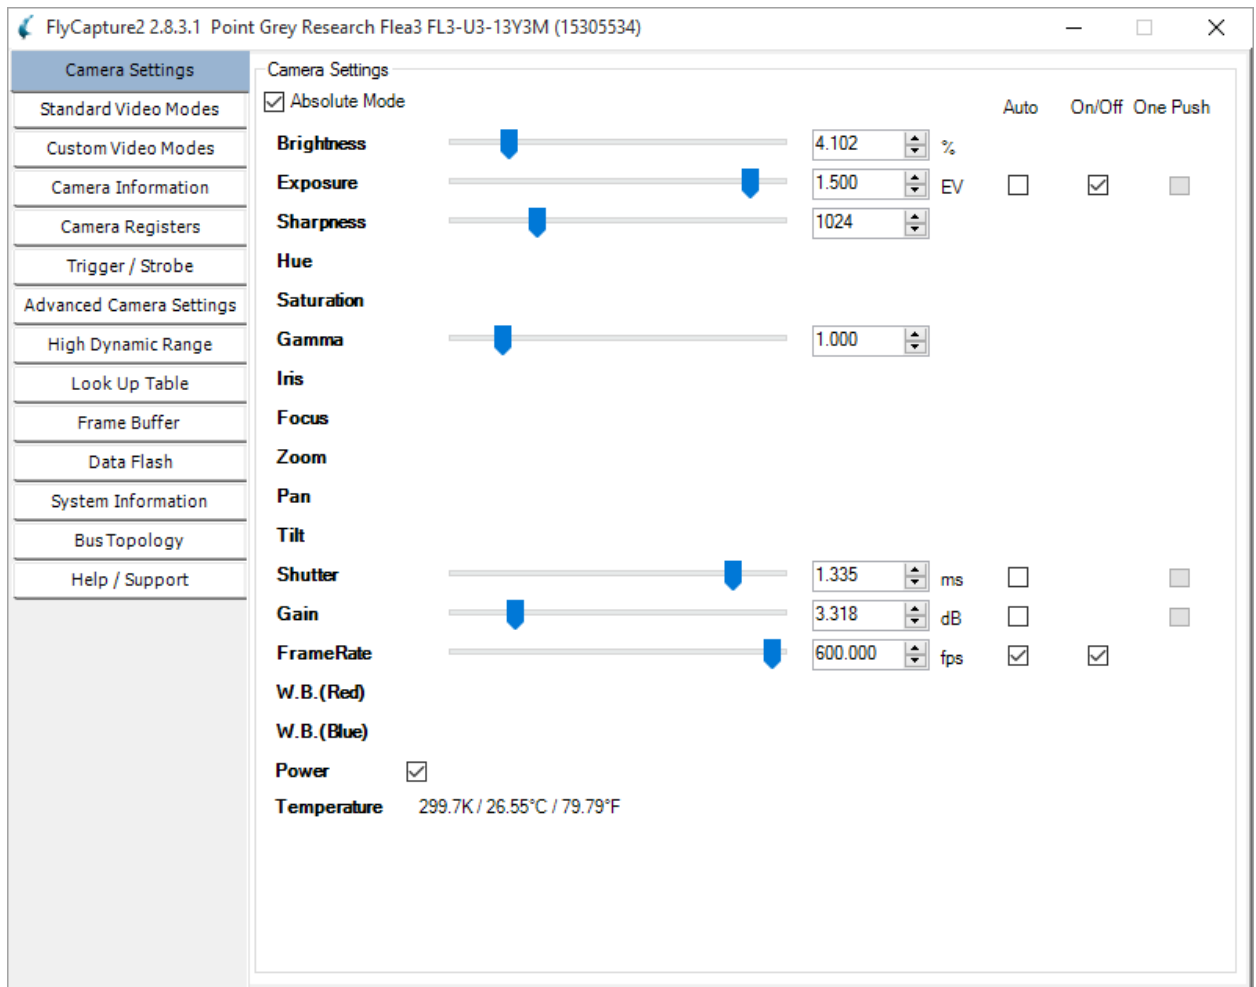 FlyCapture2 2.8.3.1 Point Grey Research Flea3 FL3-U3-13Y3M (15305534)
Camera Settings
Standard Video Modes
Custom Video Modes
Camera Information
Camera Registers
Trigger / Strobe
Advanced Camera Settings
High Dynamic Range
Look Up Table
Frame Buffer
Data Flash
System Information
Bus Topology
Help / Support
Camera Settings
Absolute Mode
Auto On/Off One Push
Brightness 4.102 %
Exposure 1.500 EV
Sharpness 1024
Hue
Saturation
Gamma 1.000
Iris
Focus
Zoom
Pan
Tilt
Shutter 1.335 ms
Gain 3.318 dB
FrameRate 600.000 fps
W.B.(Red)
W.B.(Blue)
Power
Temperature 299.7K / 26.55°C / 79.79°F